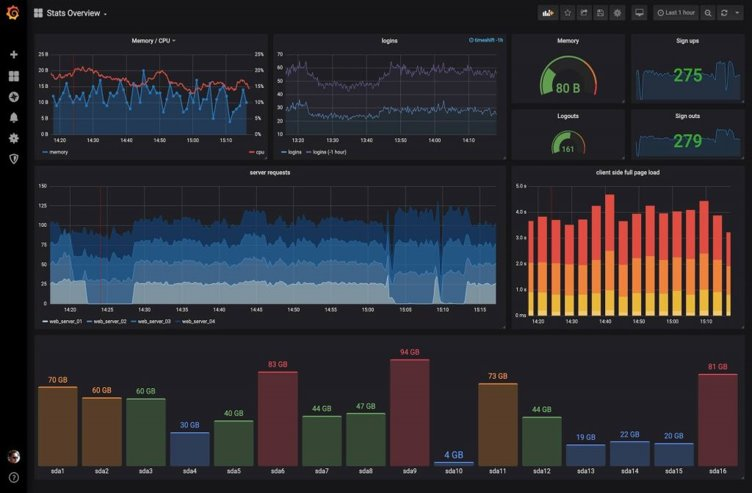 Stats Overview
Last 1 hour
Memory / CPU
25 B
20 B
15 B
10 B
5 B
0 B
25%
20%
15%
10%
5%
0%
14:20 14:30 14:40 14:50 15:00 15:10
memory cpu
logins
timeshift -1h
70
60
50
40
30
20
10
13:20 13:30 13:40 13:50 14:00 14:10
logins logins (-1 hour)
Memory
80 B
Sign ups
275
Logouts
161
Sign outs
279
server requests
150
125
100
75
50
25
0
14:20 14:25 14:30 14:35 14:40 14:45 14:50 14:55 15:00 15:05 15:10 15:15
web_server_01 web_server_02 web_server_03 web_server_04
client side full page load
5.0 s
4.0 s
3.0 s
2.0 s
1.0 s
0 ms
14:20 14:30 14:40 14:50 15:00 15:10
70 GB 60 GB 60 GB 30 GB 40 GB 83 GB 44 GB 47 GB 94 GB 4 GB 73 GB 44 GB 19 GB 22 GB 20 GB 81 GB
sda1 sda2 sda3 sda4 sda5 sda6 sda7 sda8 sda9 sda10 sda11 sda12 sda13 sda14 sda15 sda16